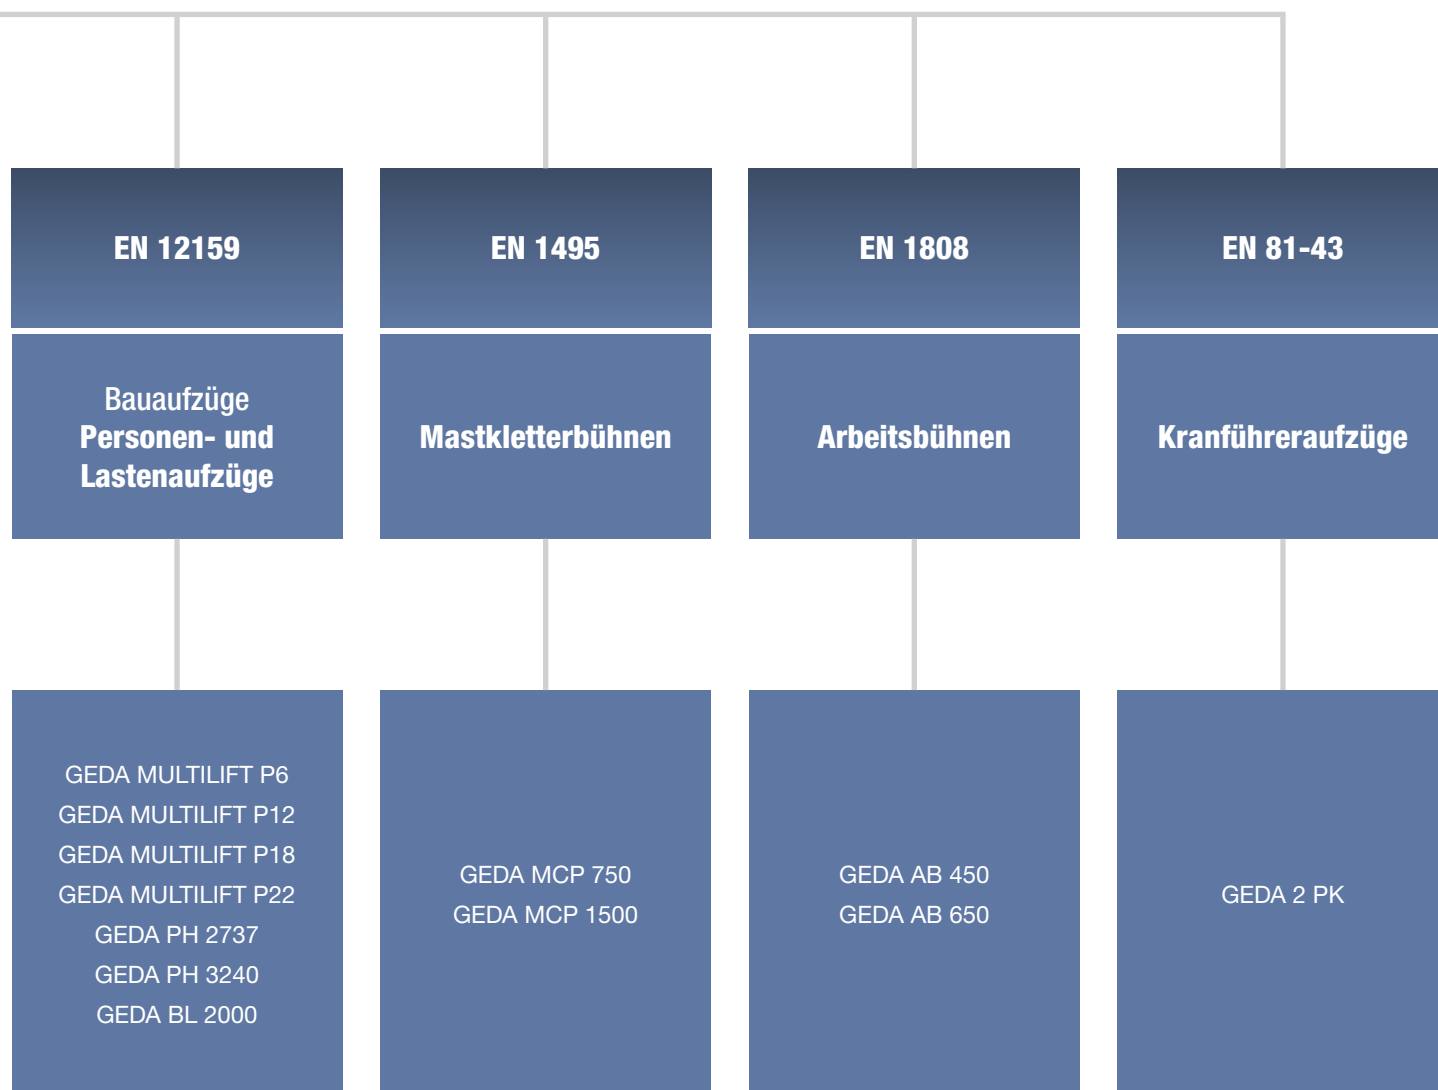 EN 12159
Bauaufzüge
Personen- und
Lastenaufzüge
GEDA MULTILIFT P6
GEDA MULTILIFT P12
GEDA MULTILIFT P18
GEDA MULTILIFT P22
GEDA PH 2737
GEDA PH 3240
GEDA BL 2000
EN 1495
Mastkletterbühnen
GEDA MCP 750
GEDA MCP 1500
EN 1808
Arbeitsbühnen
GEDA AB 450
GEDA AB 650
EN 81-43
Kranführeraufzüge
GEDA 2 PK